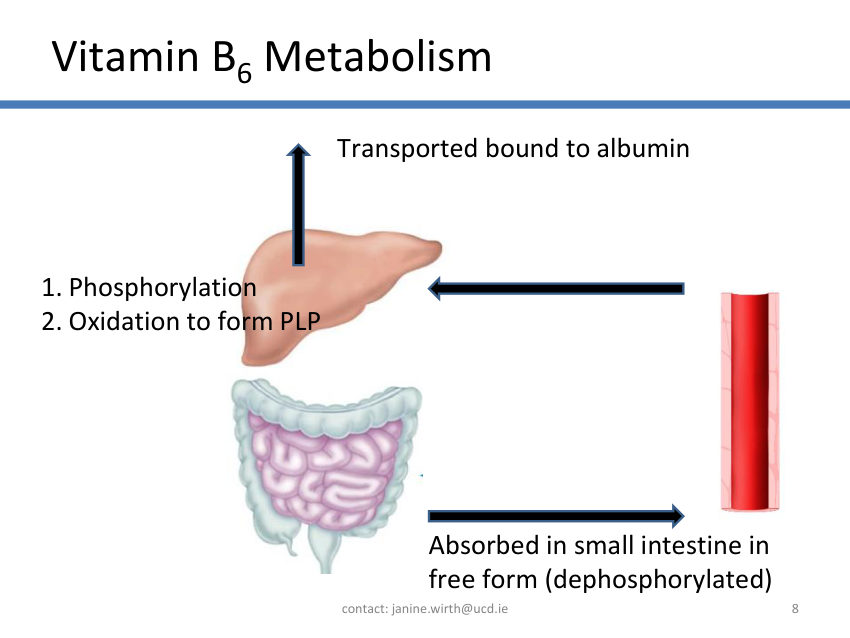 Vitamin B6 Metabolism
Transported bound to albumin
1. Phosphorylation
2. Oxidation to form PLP
Absorbed in small intestine in
free form (dephosphorylated)
contact: janine.wirth@ucd.ie
8